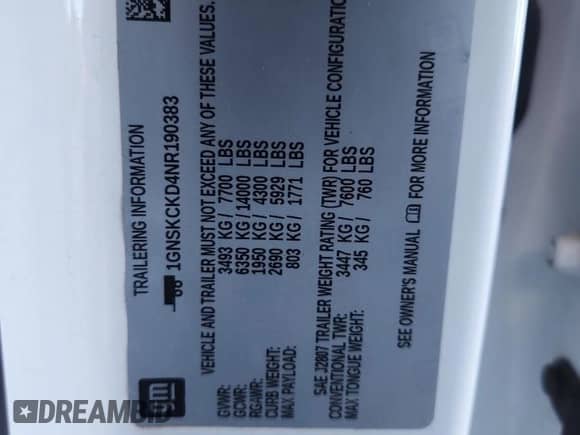 TRAILERING INFORMATION
1GNSKCKD4NR190383
VEHICLE AND TRAILER MUST NOT EXCEED ANY OF THESE VALUES.
GVWR: 3493 KG / 7700 LBS
GCWR: 6350 KG / 14000 LBS
RGAWR: 1950 KG / 4300 LBS
CURB WEIGHT: 2690 KG / 5929 LBS
MAX PAYLOAD: 803 KG / 1771 LBS
SAE J2807 TRAILER WEIGHT RATING (TWR) FOR VEHICLE CONFIGURATION
CONVENTIONAL TWR: 3447 KG / 7600 LBS
MAX TONGUE WEIGHT: 345 KG / 760 LBS
SEE OWNER'S MANUAL FOR MORE INFORMATION
gm
DREAMBID